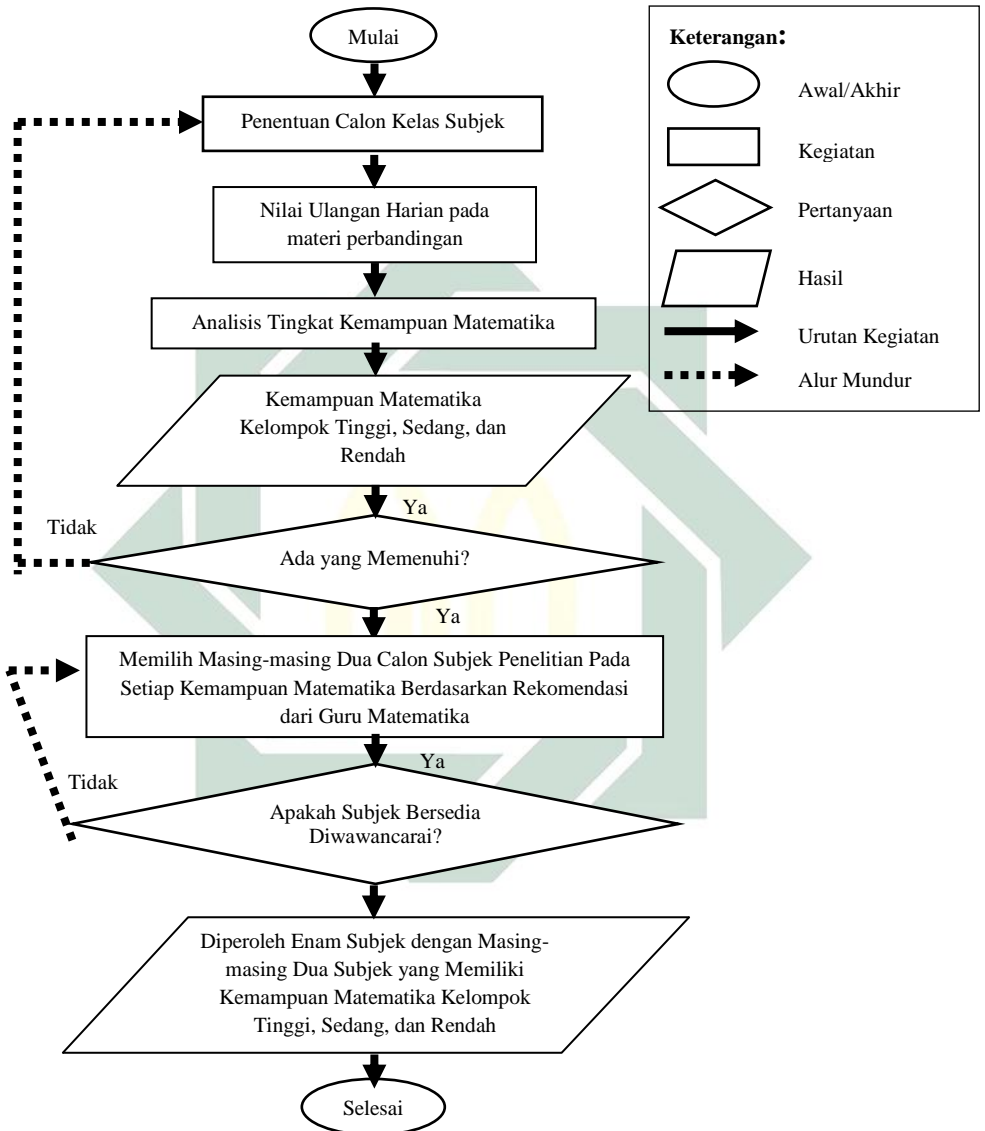 Mulai
Penentuan Calon Kelas Subjek
Nilai Ulangan Harian pada
materi perbandingan
Analisis Tingkat Kemampuan Matematika
Kemampuan Matematika
Kelompok Tinggi, Sedang, dan
Rendah
Ya
Tidak
Ada yang Memenuhi?
Ya
Memilih Masing-masing Dua Calon Subjek Penelitian Pada
Setiap Kemampuan Matematika Berdasarkan Rekomendasi
dari Guru Matematika
Ya
Tidak
Apakah Subjek Bersedia
Diwawancarai?
Diperoleh Enam Subjek dengan Masing-
masing Dua Subjek yang Memiliki
Kemampuan Matematika Kelompok
Tinggi, Sedang, dan Rendah
Selesai
Keterangan:
Awal/Akhir
Kegiatan
Pertanyaan
Hasil
Urutan Kegiatan
Alur Mundur